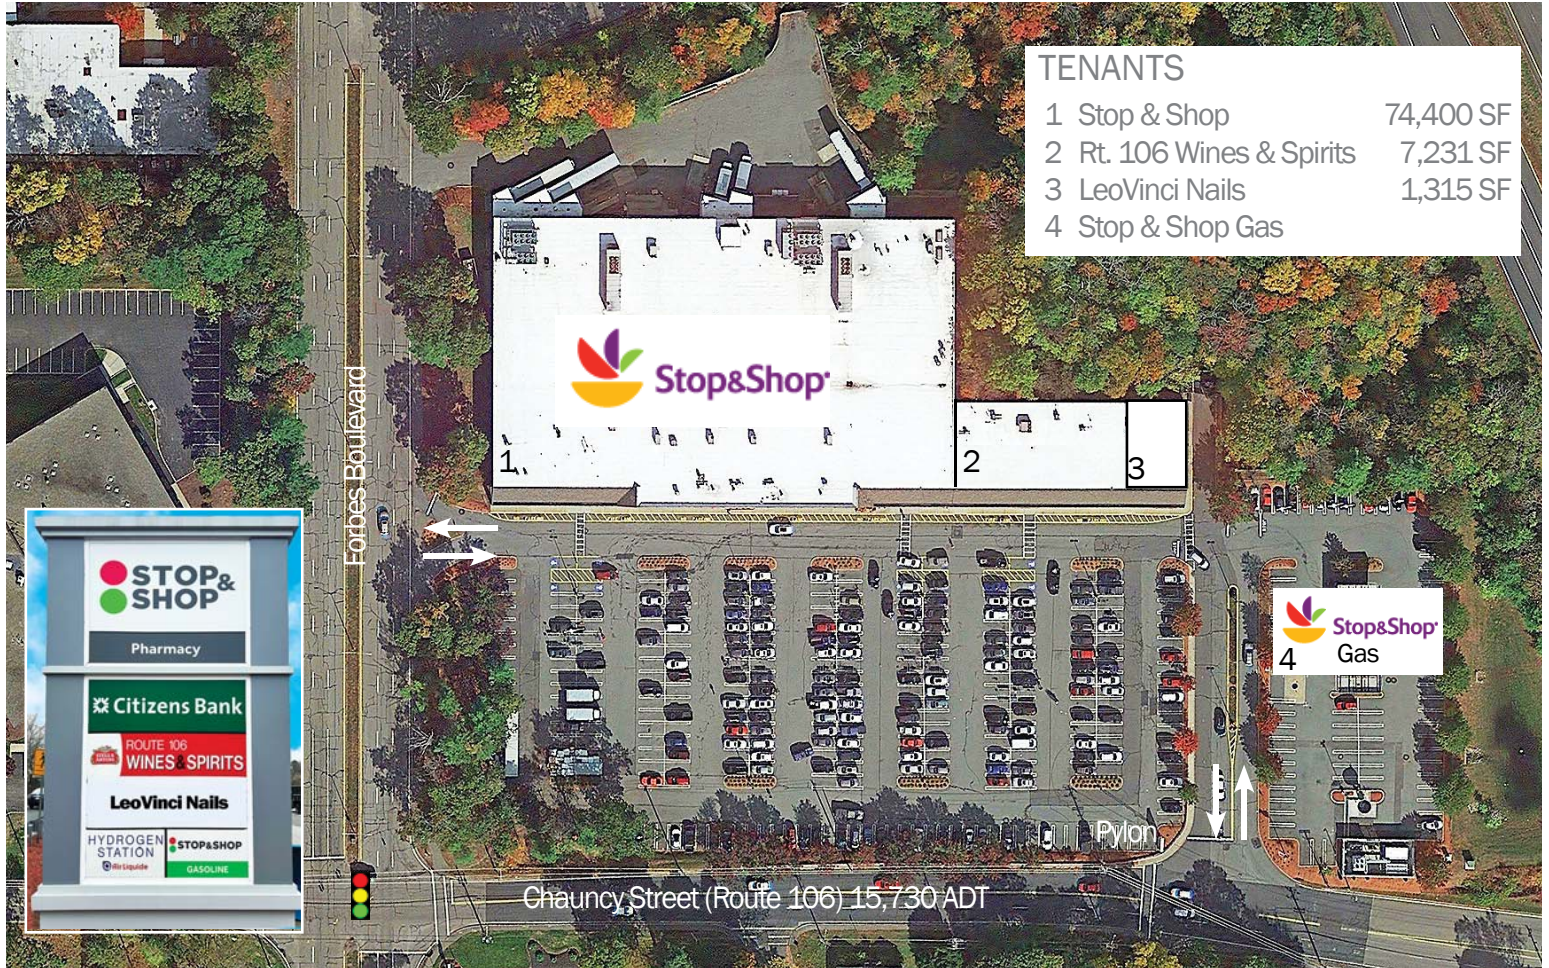 TENANTS
1 Stop & Shop 74,400 SF
2 Rt. 106 Wines & Spirits 7,231 SF
3 LeoVinci Nails 1,315 SF
4 Stop & Shop Gas
Stop&Shop
1
2
3
Forbes Boulevard
STOP&
SHOP
Pharmacy
Citizens Bank
ROUTE 106
WINES & SPIRITS
LeoVinci Nails
HYDROGEN
STATION
Air Liquide
STOP&SHOP
GASOLINE
Stop&Shop
4 Gas
Pylon
Chauncy Street (Route 106) 15,730 ADT